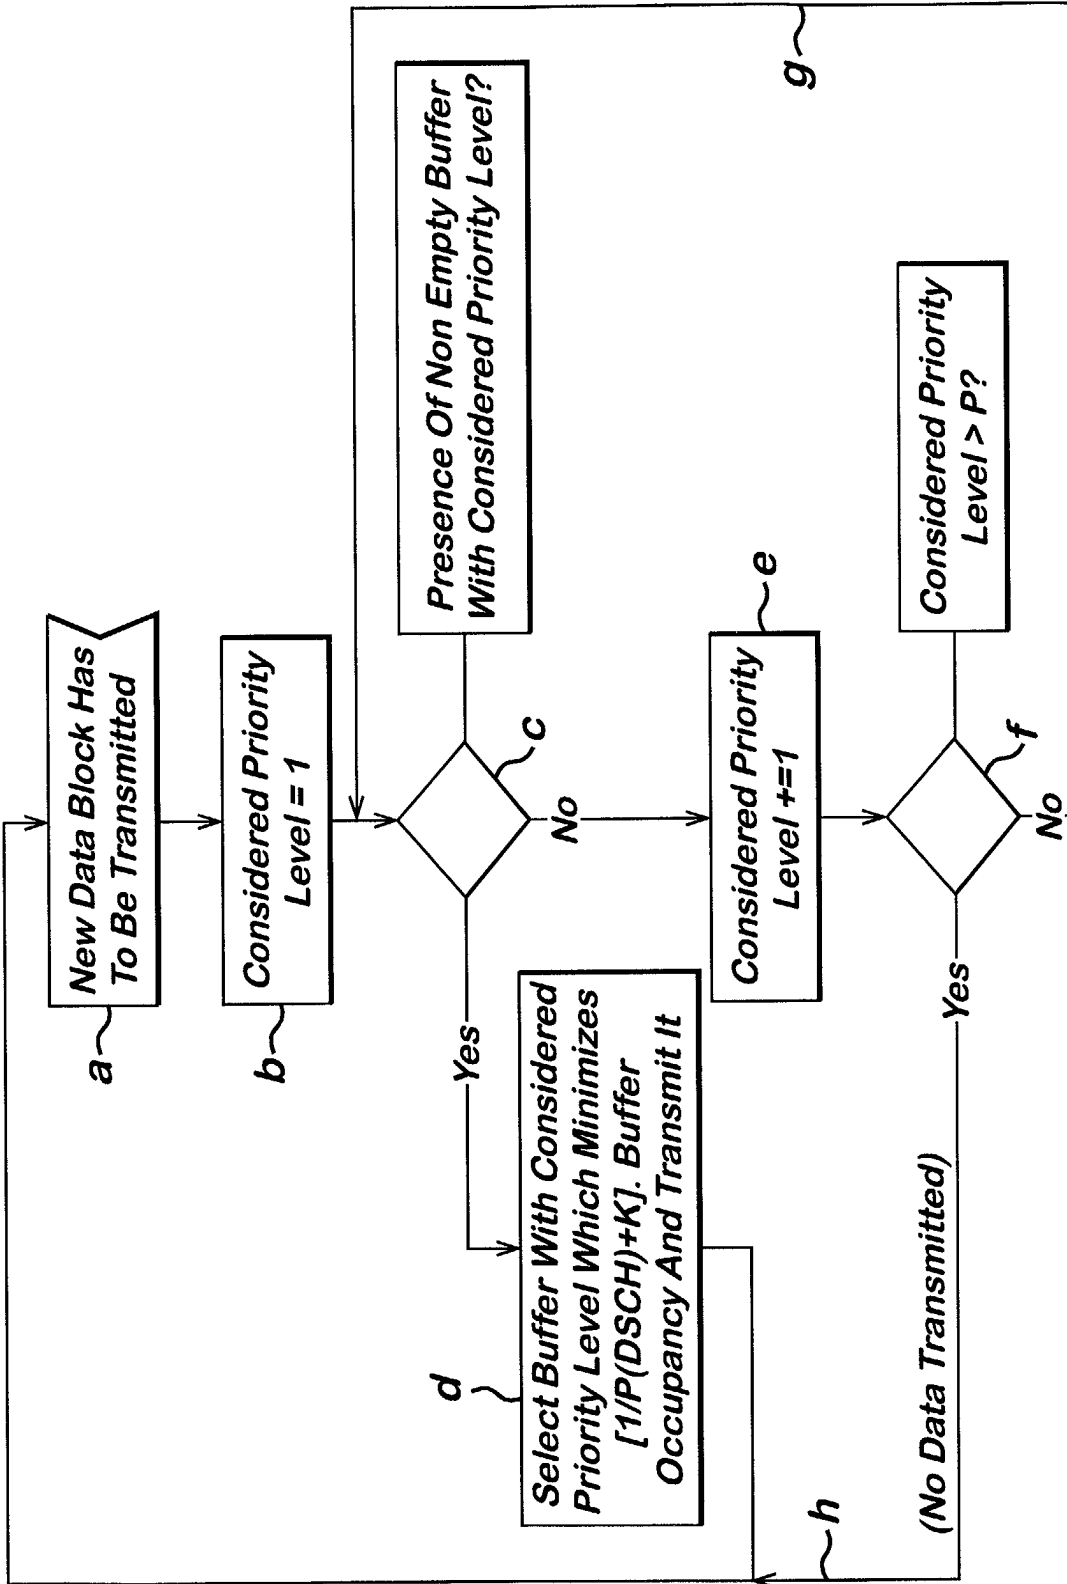 New Data Block Has
To Be Transmitted
a
Considered Priority
Level = 1
b
Presence Of Non Empty Buffer
With Considered Priority Level?
c
Yes
No
g
Select Buffer With Considered
Priority Level Which Minimizes
[1/P(DSCH)+K]. Buffer
Occupancy And Transmit It
d
Considered Priority
Level +=1
e
Considered Priority
Level > P?
f
Yes
No
(No Data Transmitted)
h